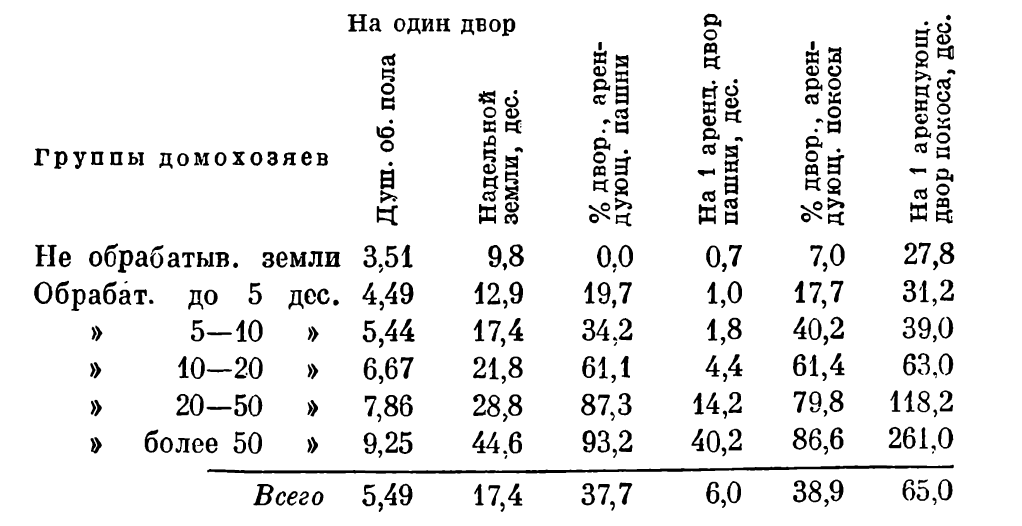 На один двор
Группы домохозяев
Душ. об. пола
Надельной земли, дес.
% двор., арен-
дующ. пашни
На 1 аренд. двор
пашни, дес.
% двор., арен-
дующ. покосы
На 1 арендующ.
двор покоса, дес.
Не обрабатыв. земли 3,51 9,8 0,0 0,7 7,0 27,8
Обрабат. до 5 дес. 4,49 12,9 19,7 1,0 17,7 31,2
» 5—10 » 5,44 17,4 34,2 1,8 40,2 39,0
» 10—20 » 6,67 21,8 61,1 4,4 61,4 63,0
» 20—50 » 7,86 28,8 87,3 14,2 79,8 118,2
» более 50 » 9,25 44,6 93,2 40,2 86,6 261,0
Всего 5,49 17,4 37,7 6,0 38,9 65,0